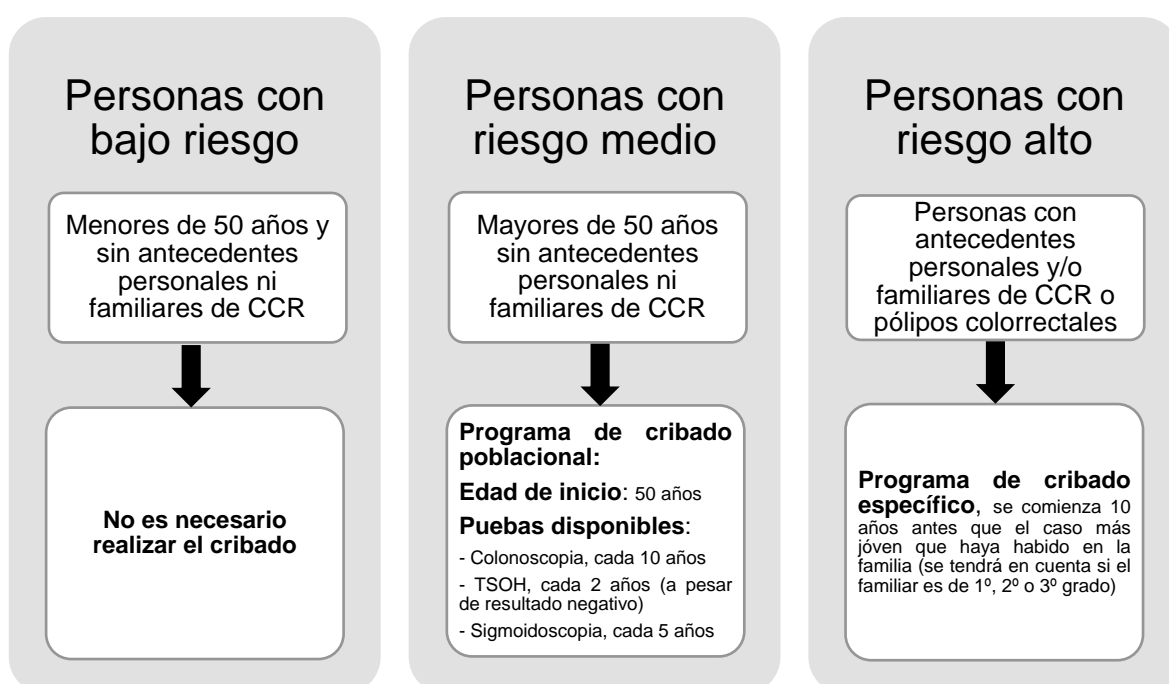 Personas con
bajo riesgo
Menores de 50 años y
sin antecedentes
personales ni
familiares de CCR
No es necesario
realizar el cribado
Personas con
riesgo medio
Mayores de 50 años
sin antecedentes
personales ni
familiares de CCR
Programa de cribado
poblacional:
Edad de inicio: 50 años
Puebas disponibles:
- Colonoscopia, cada 10 años
- TSOH, cada 2 años (a pesar
de resultado negativo)
- Sigmoidoscopia, cada 5 años
Personas con
riesgo alto
Personas con
antecedentes
personales y/o
familiares de CCR o
pólipos colorrectales
Programa de cribado
específico, se comienza 10
años antes que el caso más
jóven que haya habido en la
familia (se tendrá en cuenta si el
familiar es de 1º, 2º o 3º grado)